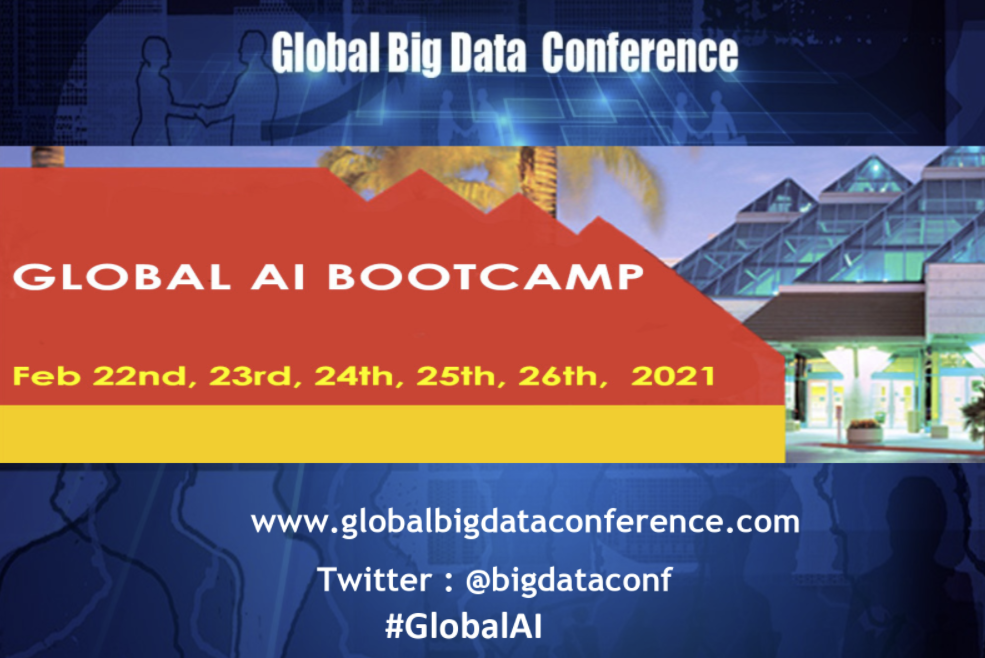 Global Big Data Conference
GLOBAL AI BOOTCAMP
Feb 22nd, 23rd, 24th, 25th, 26th, 2021
www.globalbigdataconference.com
Twitter : @bigdataconf
#GlobalAI